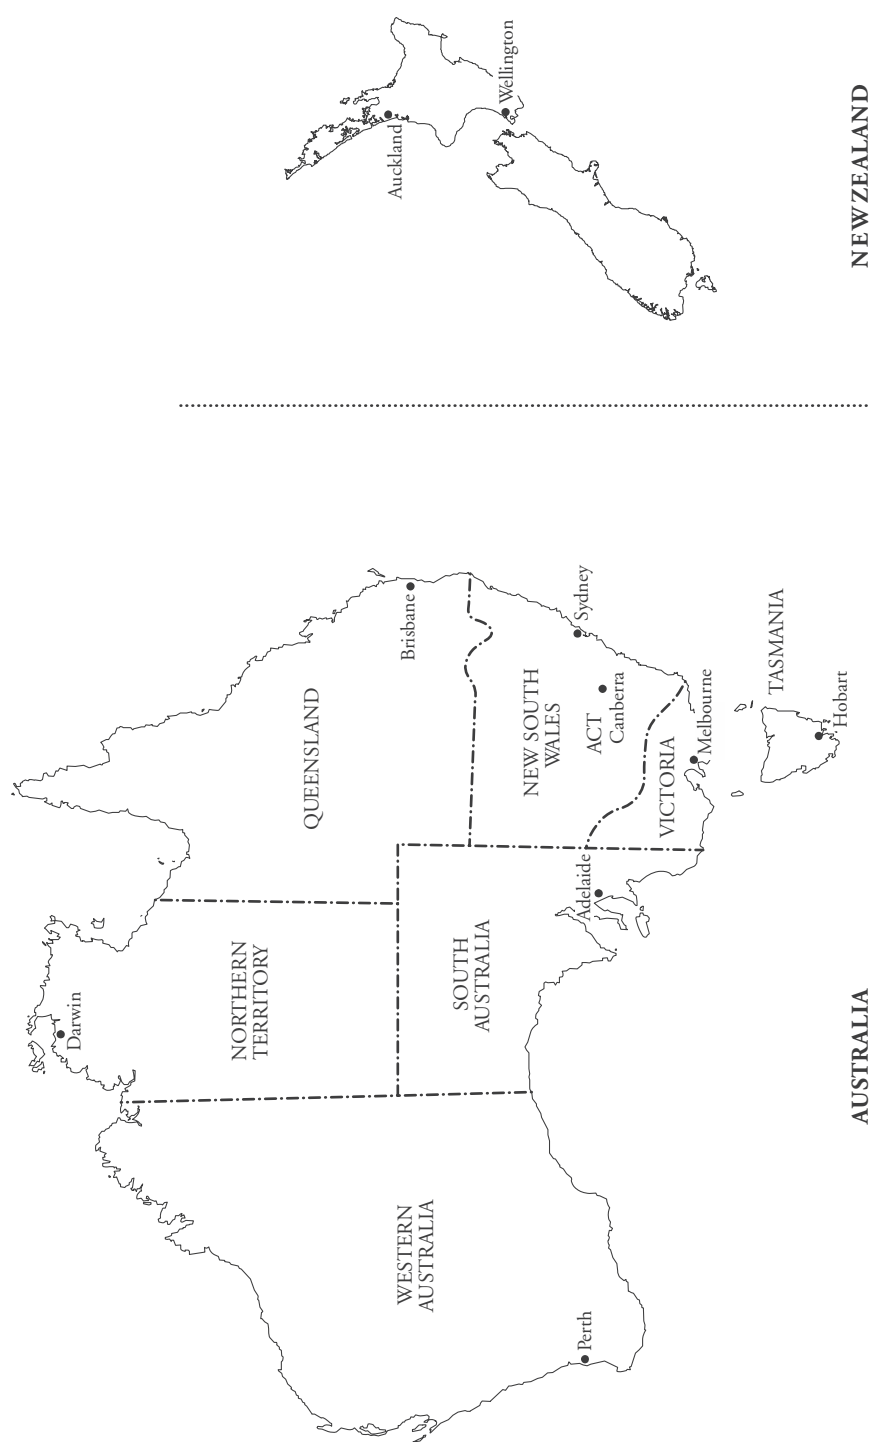 Darwin
NORTHERN
TERRITORY
QUEENSLAND
WESTERN
AUSTRALIA
SOUTH
AUSTRALIA
Brisbane
NEW SOUTH
WALES
Perth
Adelaide
ACT
Canberra
Sydney
VICTORIA
Melbourne
TASMANIA
Hobart
AUSTRALIA
Auckland
Wellington
NEW ZEALAND